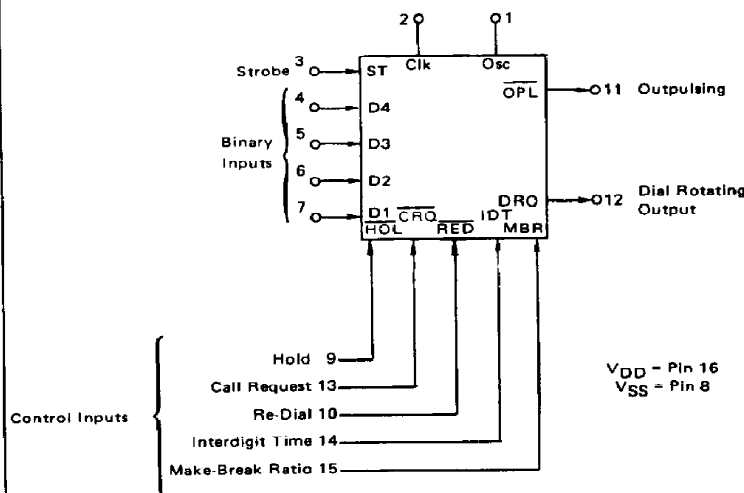 2 1
Clk Osc
Strobe 3 ST
4 D4
Binary Inputs
5 D3
6 D2
7 D1
OPL 11 Outpulsing
DRO 12 Dial Rotating Output
HOL CRQ RED IDT MBR
Hold 9
Call Request 13
Re-Dial 10
Interdigit Time 14
Make-Break Ratio 15
Control Inputs
VDD = Pin 16
VSS = Pin 8